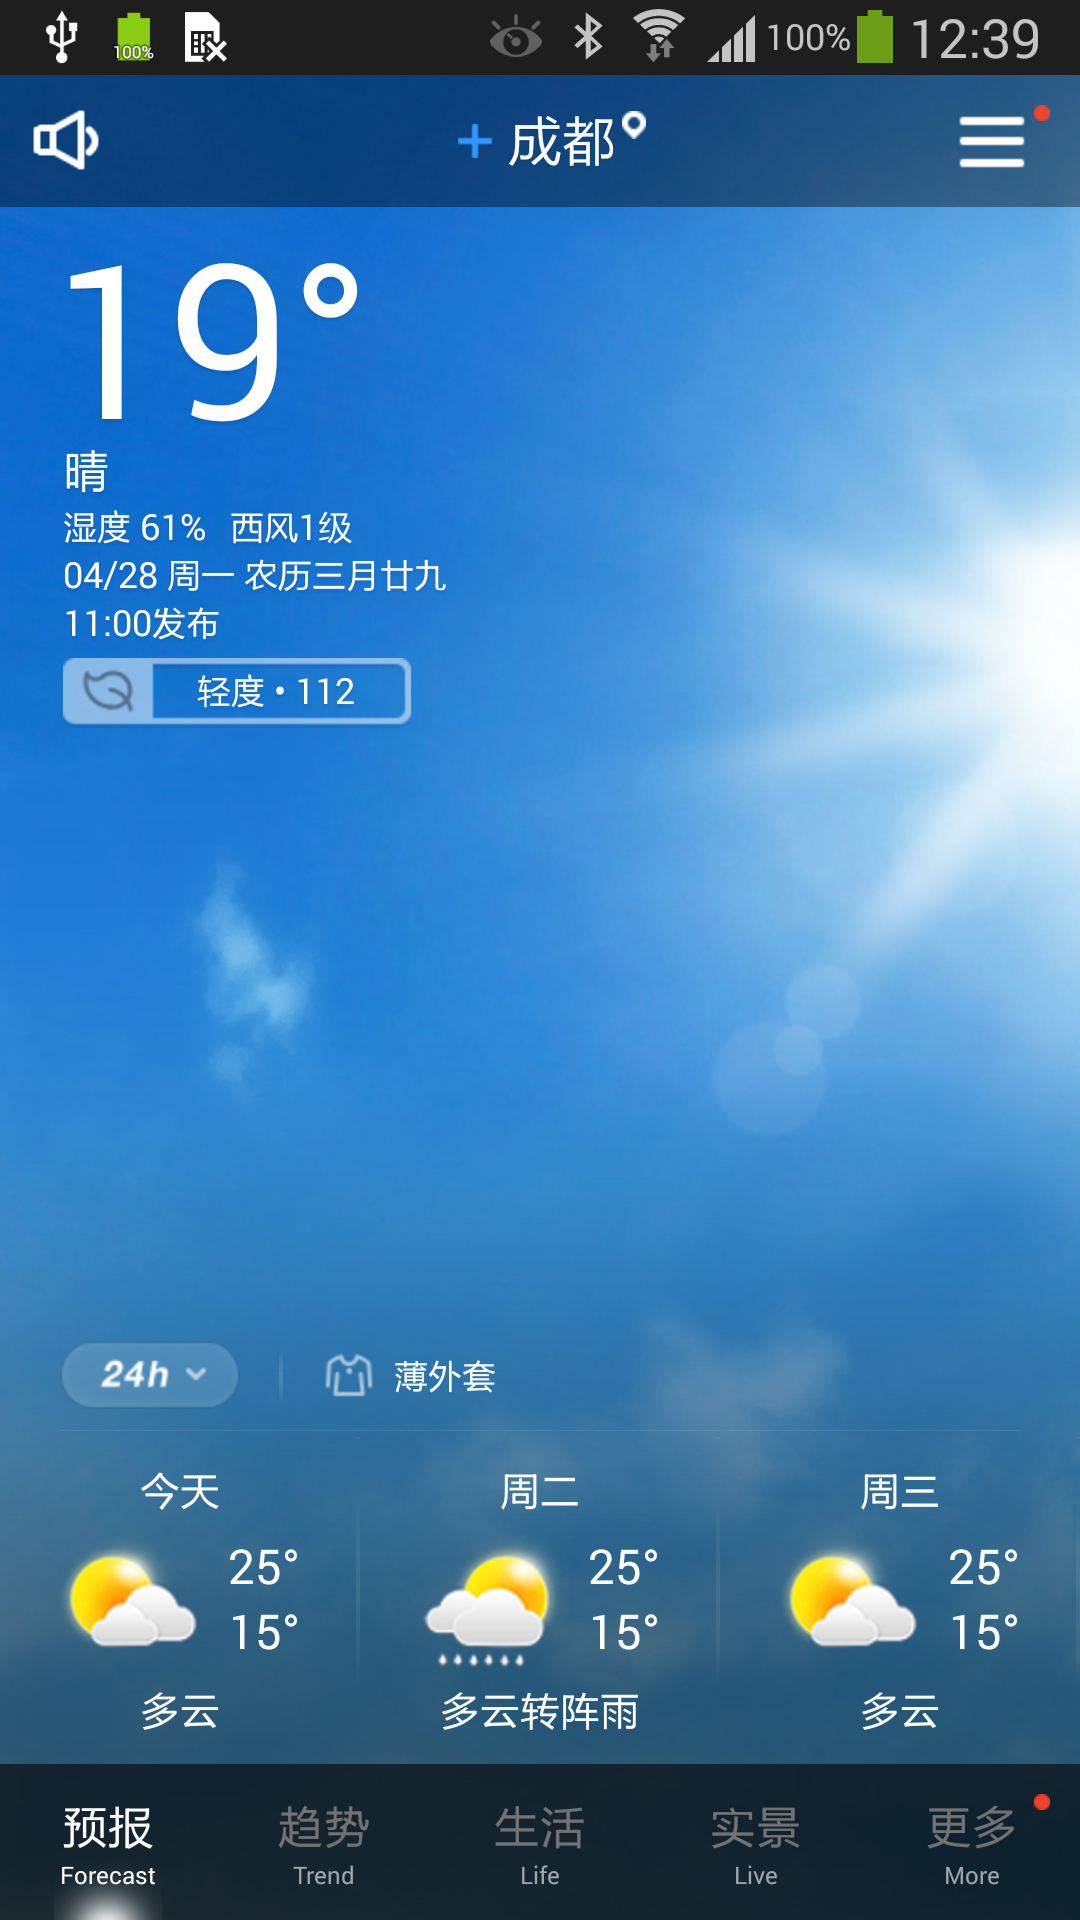 100%
100%
12:39
+ 成都
19°
晴
湿度 61% 西风1级
04/28 周一 农历三月廿九
11:00发布
轻度·112
24h
薄外套
今天
周二
周三
25°
25°
25°
15°
15°
15°
多云
多云转阵雨
多云
预报
趋势
生活
实景
更多
Forecast
Trend
Life
Live
More